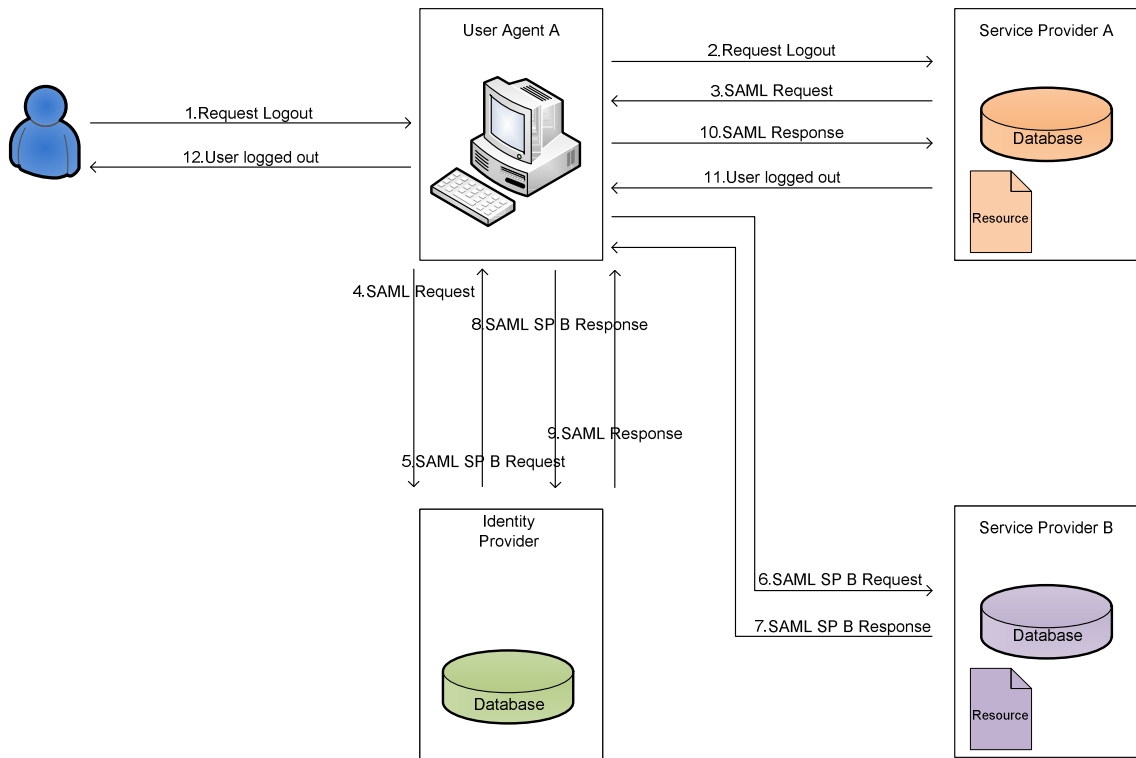 User Agent A
Service Provider A
2.Request Logout
3.SAML Request
1.Request Logout
10.SAML Response
Database
12.User logged out
11.User logged out
Resource
4.SAML Request
8.SAML SP B Response
9.SAML Response
5.SAML SP B Request
Identity
Provider
Service Provider B
6.SAML SP B Request
7.SAML SP B Response
Database
Database
Resource